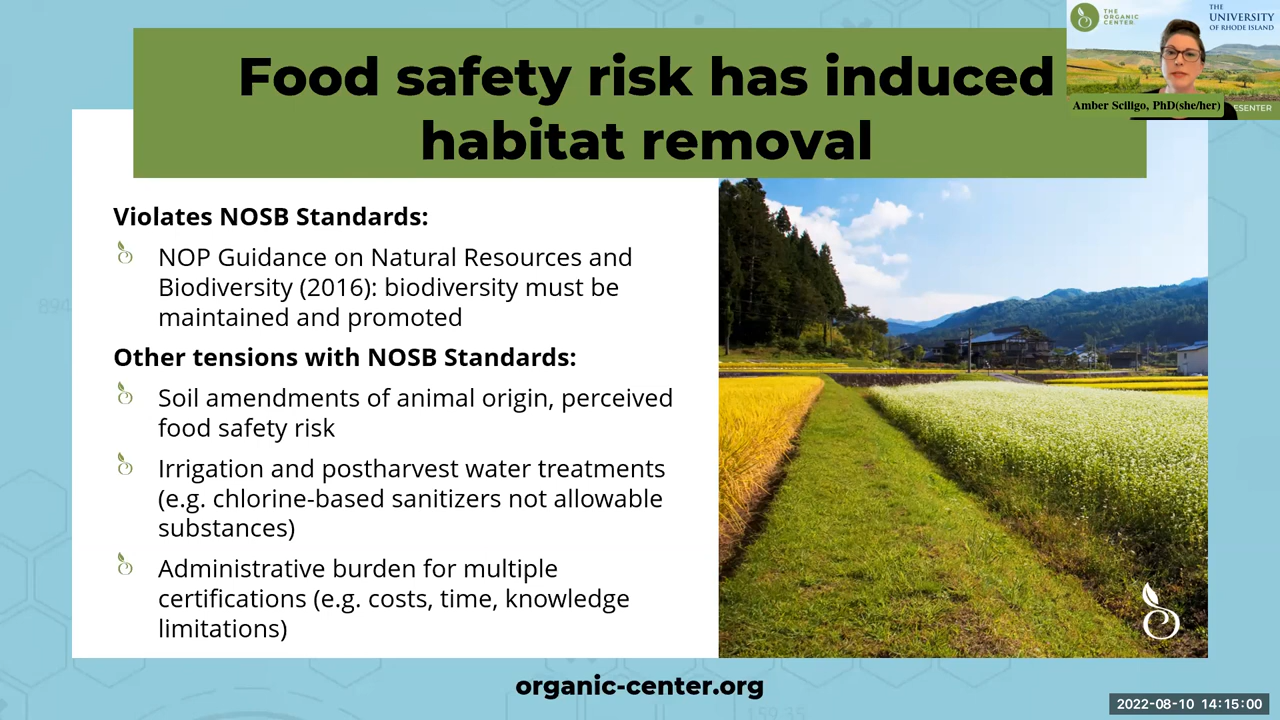 Food safety risk has induced
habitat removal
THE
ORGANIC
CENTER
THE
UNIVERSITY
OF RHODE ISLAND
Amber Sciligo, PhD(she/her)
Violates NOSB Standards:
NOP Guidance on Natural Resources and
Biodiversity (2016): biodiversity must be
maintained and promoted
Other tensions with NOSB Standards:
Soil amendments of animal origin, perceived
food safety risk
Irrigation and postharvest water treatments
(e.g. chlorine-based sanitizers not allowable
substances)
Administrative burden for multiple
certifications (e.g. costs, time, knowledge
limitations)
organic-center.org
2022-08-10 14:15:00